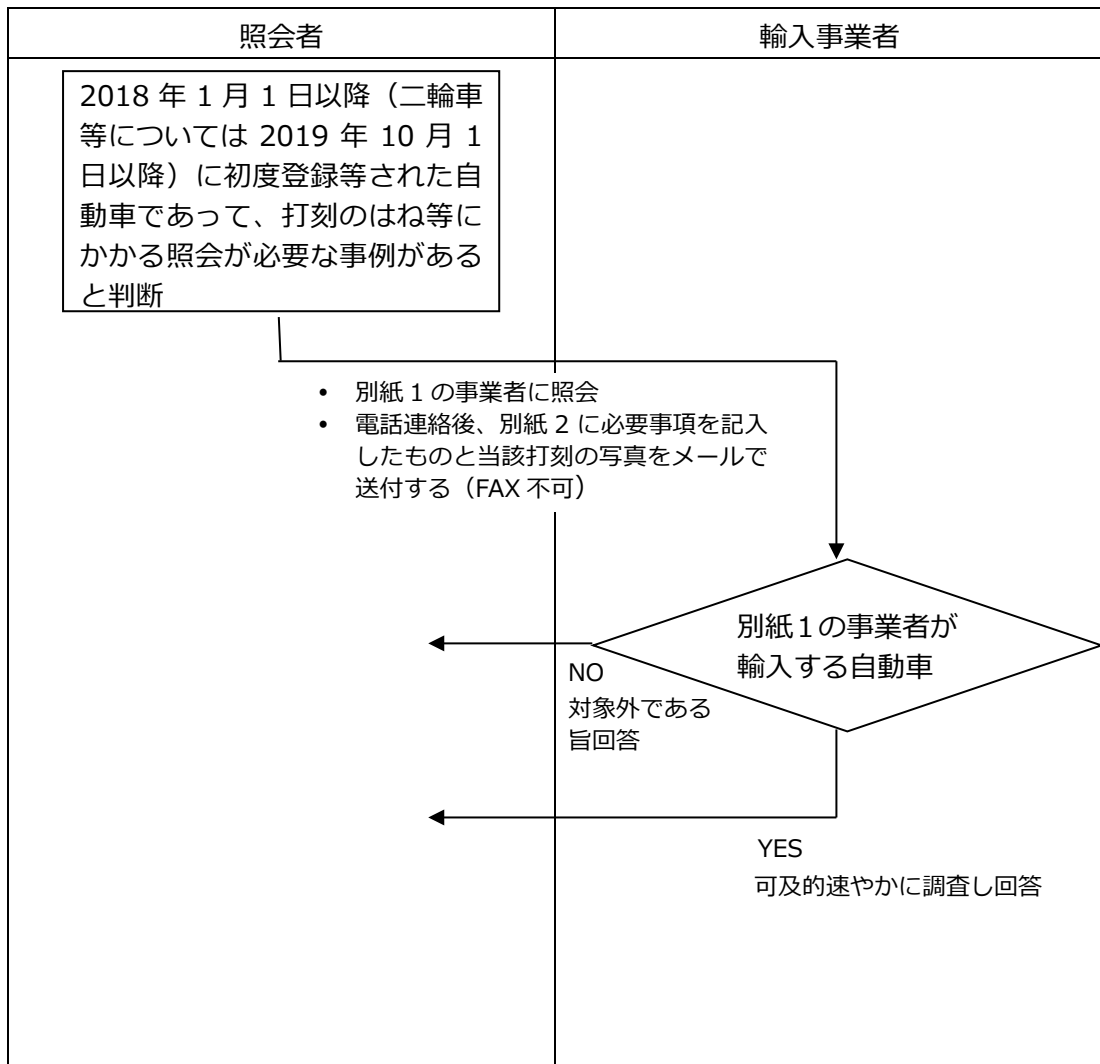 照会者
輸入事業者
2018 年 1 月 1 日以降（二輪車
等については 2019 年 10 月 1
日以降）に初度登録等された自
動車であって、打刻のはね等に
かかる照会が必要な事例がある
と判断
• 別紙 1 の事業者に照会
• 電話連絡後、別紙 2 に必要事項を記入
したものと当該打刻の写真をメールで
送付する（FAX 不可）
別紙１の事業者が
輸入する自動車
NO
対象外である
旨回答
YES
可及的速やかに調査し回答